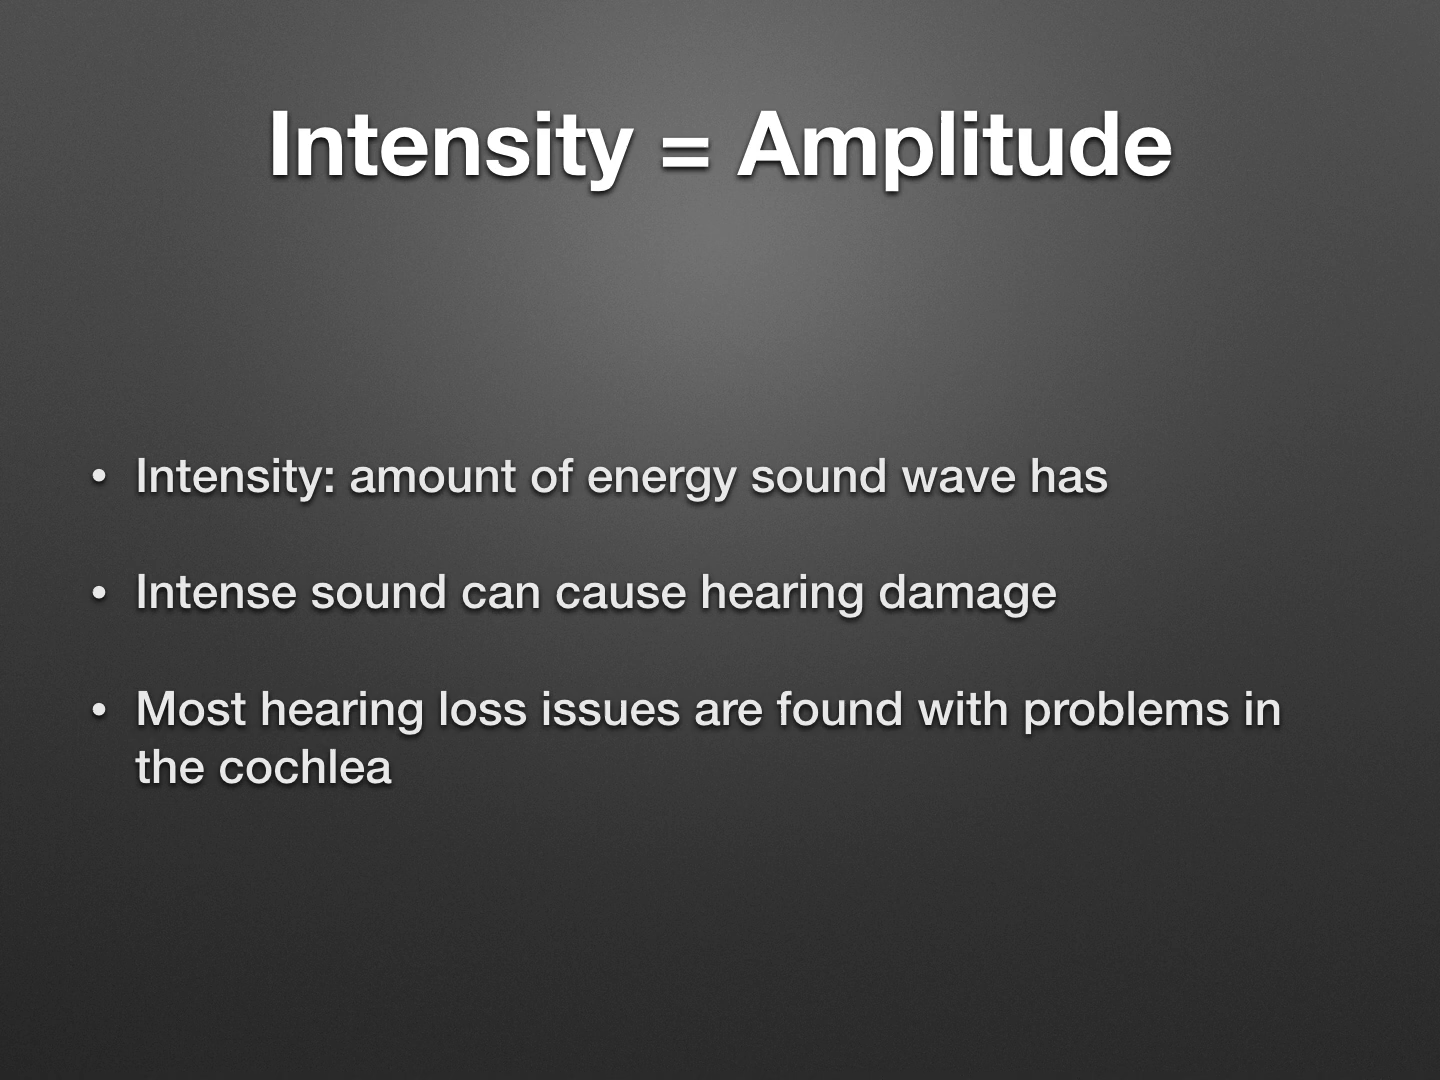 Intensity = Amplitude
• Intensity: amount of energy sound wave has
• Intense sound can cause hearing damage
• Most hearing loss issues are found with problems in
the cochlea